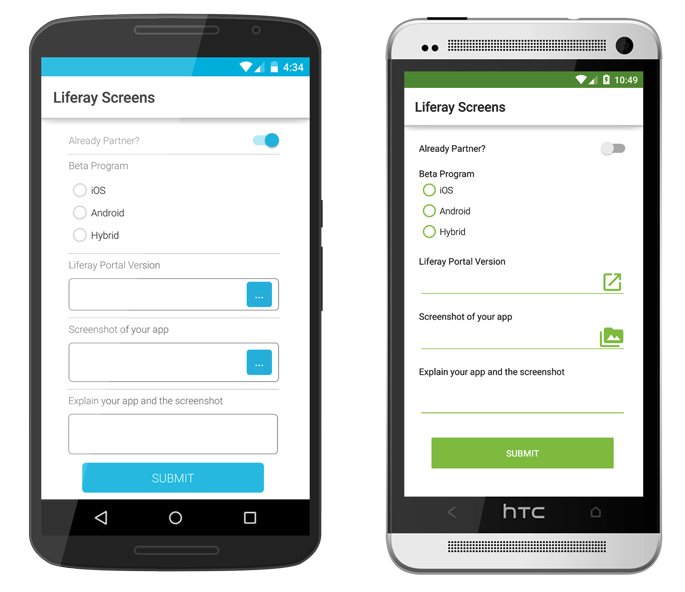 4:34
Liferay Screens
Already Partner?
Beta Program
iOS
Android
Hybrid
Liferay Portal Version
...
Screenshot of your app
...
Explain your app and the screenshot
SUBMIT
10:49
Liferay Screens
Already Partner?
Beta Program
iOS
Android
Hybrid
Liferay Portal Version
Screenshot of your app
Explain your app and the screenshot
SUBMIT
hTC